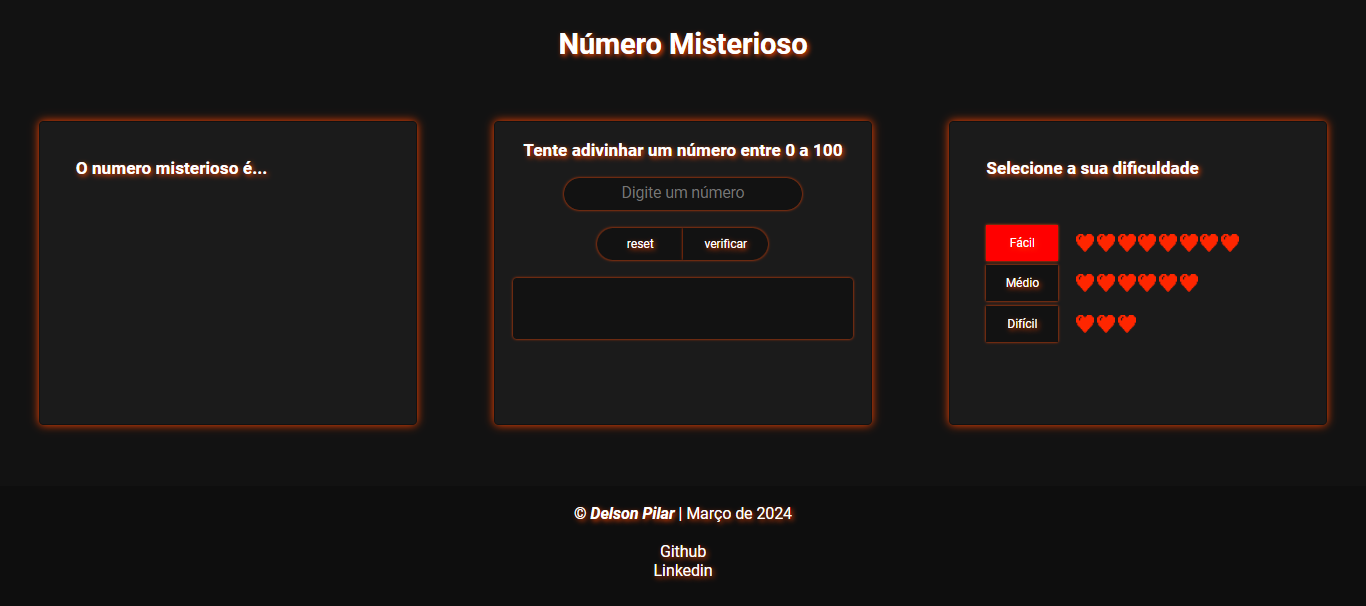 Número Misterioso
O numero misterioso é...
Tente adivinhar um número entre 0 a 100
Digite um número
reset
verificar
Selecione a sua dificuldade
Fácil
Médio
Difícil
© Delson Pilar | Março de 2024
Github
Linkedin